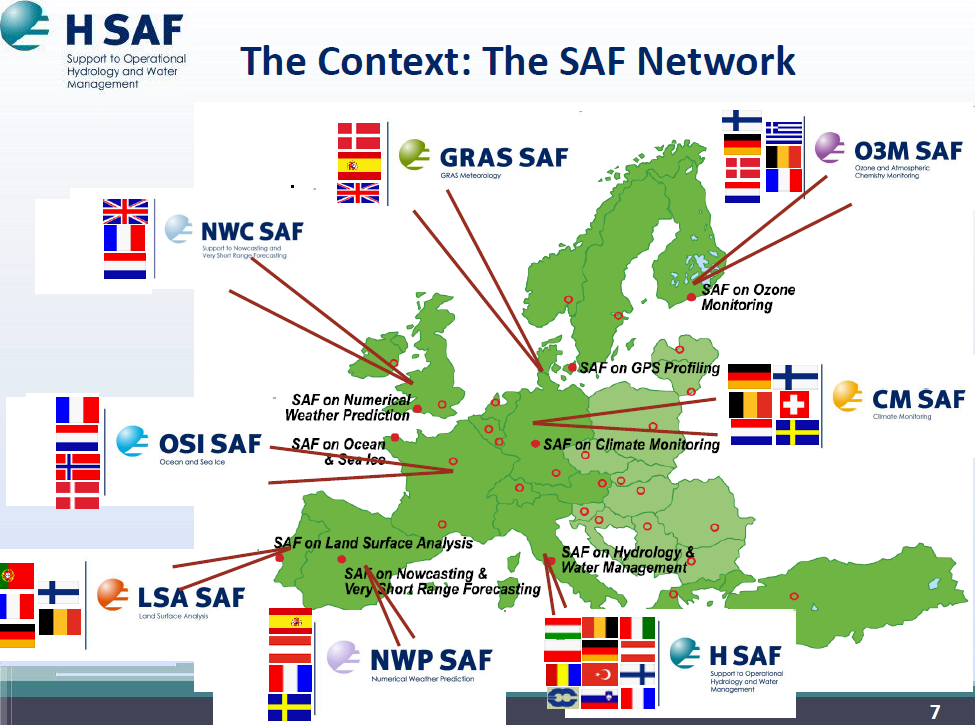 H SAF
Support to Operational
Hydrology and Water
Management
The Context: The SAF Network
GRAS SAF
GRAS Meteorology
O3M SAF
Ozone and Atmospheric
Chemistry Monitoring
NWC SAF
Support to Nowcasting and
Very Short Range Forecasting
SAF on Ozone
Monitoring
SAF on GPS Profiling
SAF on Numerical
Weather Prediction
CM SAF
Climate Monitoring
OSI SAF
Ocean and Sea Ice
SAF on Ocean
& Sea Ice
SAF on Climate Monitoring
SAF on Land Surface Analysis
SAF on Hydrology &
Water Management
SAF on Nowcasting &
Very Short Range Forecasting
LSA SAF
Land Surface Analysis
NWP SAF
Numerical Weather Prediction
H SAF
Support to Operational
Hydrology and Water
Management
7